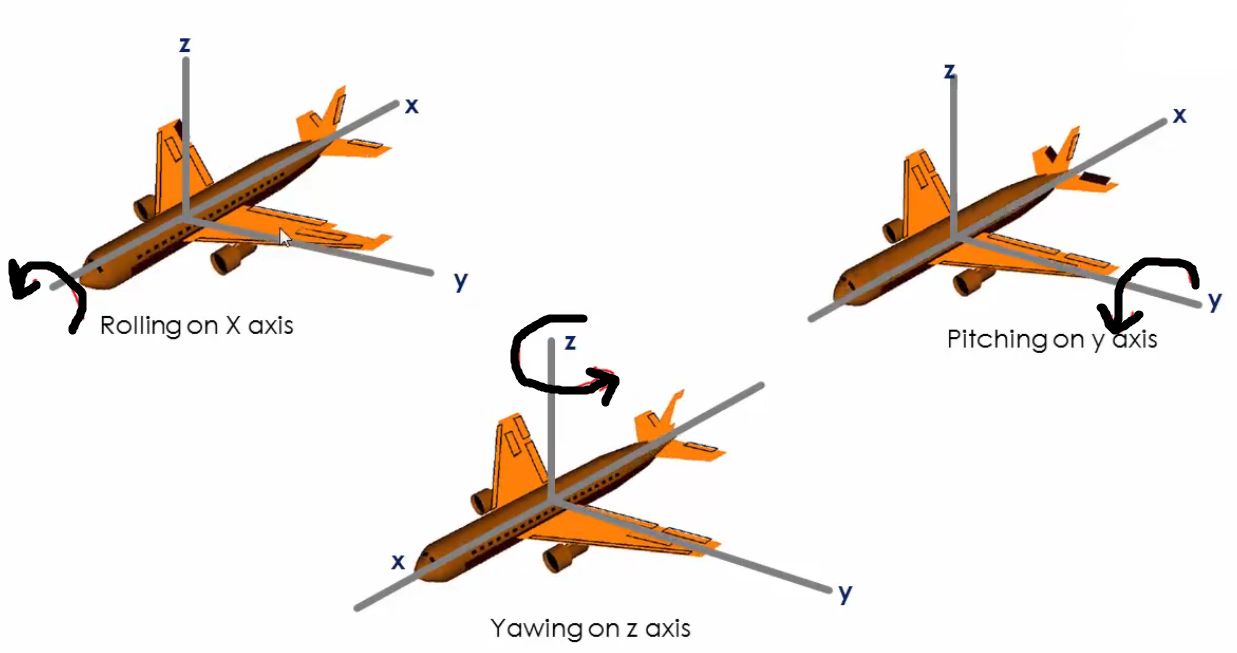 z
x
y
Rolling on X axis
z
x
y
Pitching on y axis
z
x
y
Yawing on z axis